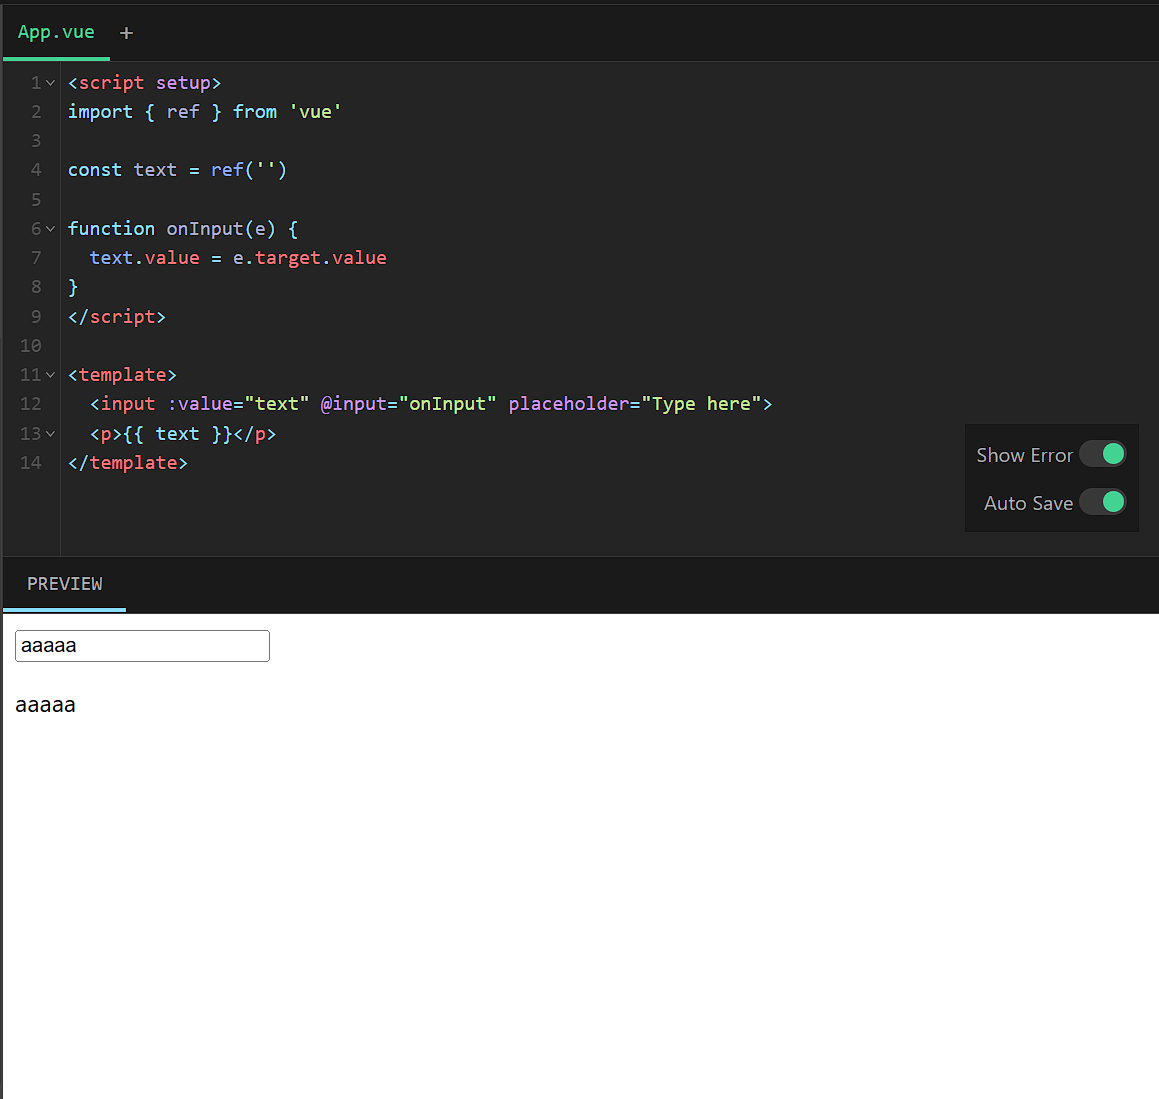 App.vue +
1 <script setup>
2 import { ref } from 'vue'
3
4 const text = ref('')
5
6 function onInput(e) {
7   text.value = e.target.value
8 }
9 </script>
10
11 <template>
12   <input :value="text" @input="onInput" placeholder="Type here">
13   <p>{{ text }}</p>
14 </template>
Show Error
Auto Save
PREVIEW
aaaaa
aaaaa